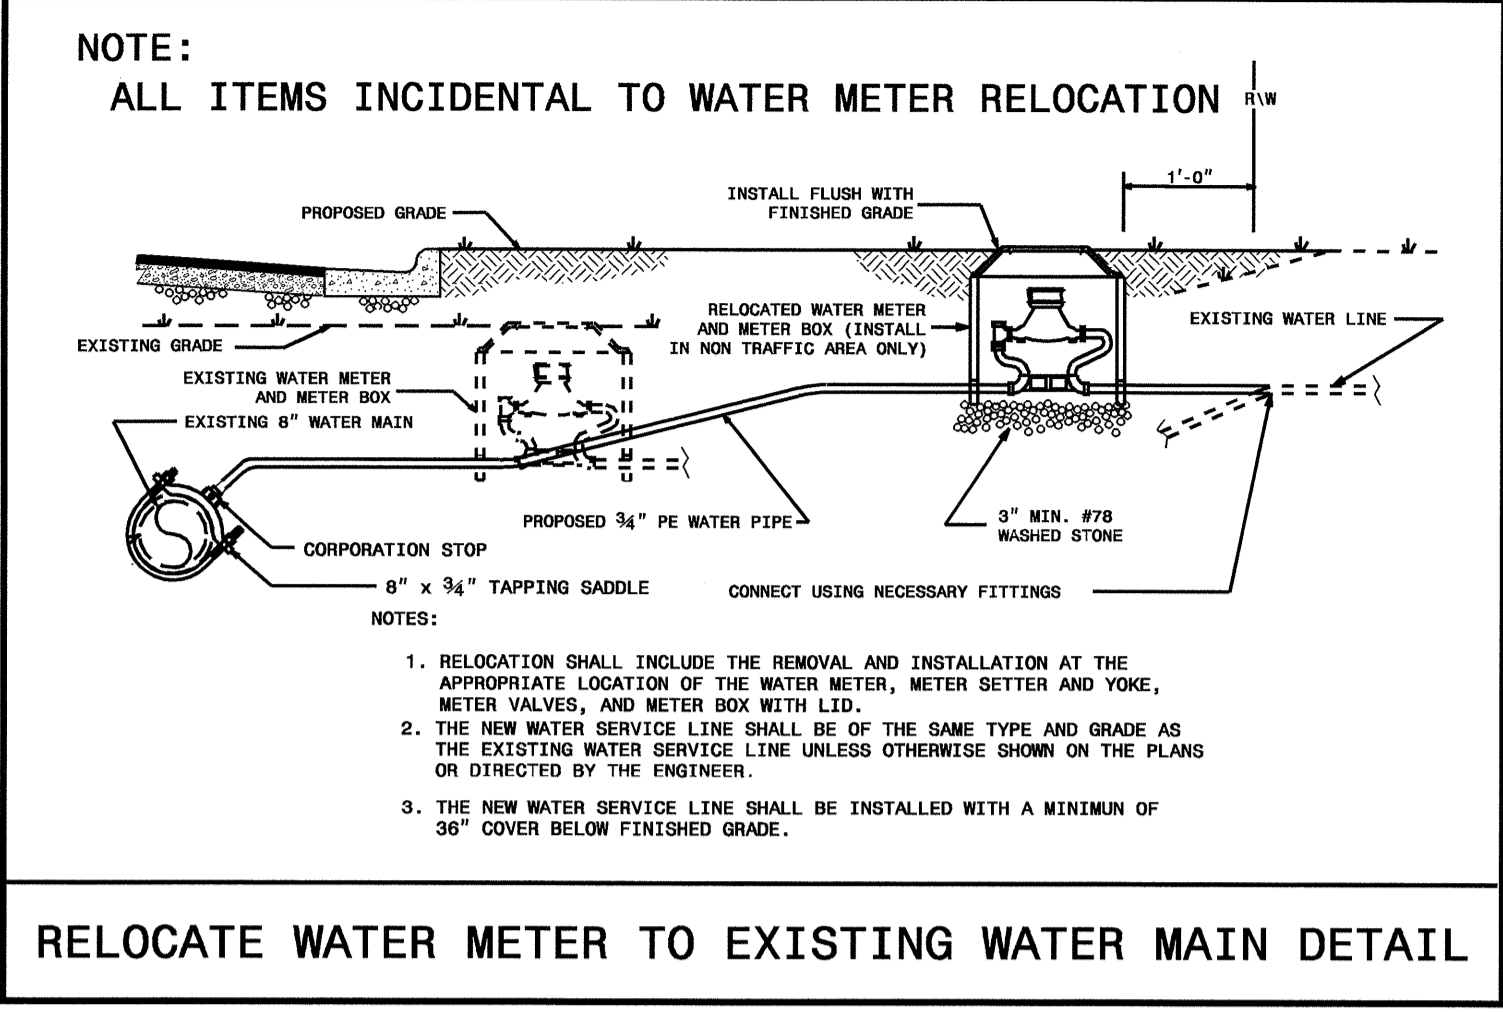 NOTE:
ALL ITEMS INCIDENTAL TO WATER METER RELOCATION
R\W
1'-0"
INSTALL FLUSH WITH
FINISHED GRADE
PROPOSED GRADE
RELOCATED WATER METER
AND METER BOX (INSTALL
IN NON TRAFFIC AREA ONLY)
EXISTING WATER LINE
EXISTING GRADE
EXISTING WATER METER
AND METER BOX
EXISTING 8" WATER MAIN
PROPOSED ¾" PE WATER PIPE
3" MIN. #78
WASHED STONE
CORPORATION STOP
8" x ¾" TAPPING SADDLE
CONNECT USING NECESSARY FITTINGS
NOTES:
1. RELOCATION SHALL INCLUDE THE REMOVAL AND INSTALLATION AT THE
APPROPRIATE LOCATION OF THE WATER METER, METER SETTER AND YOKE,
METER VALVES, AND METER BOX WITH LID.
2. THE NEW WATER SERVICE LINE SHALL BE OF THE SAME TYPE AND GRADE AS
THE EXISTING WATER SERVICE LINE UNLESS OTHERWISE SHOWN ON THE PLANS
OR DIRECTED BY THE ENGINEER.
3. THE NEW WATER SERVICE LINE SHALL BE INSTALLED WITH A MINIMUN OF
36" COVER BELOW FINISHED GRADE.
RELOCATE WATER METER TO EXISTING WATER MAIN DETAIL